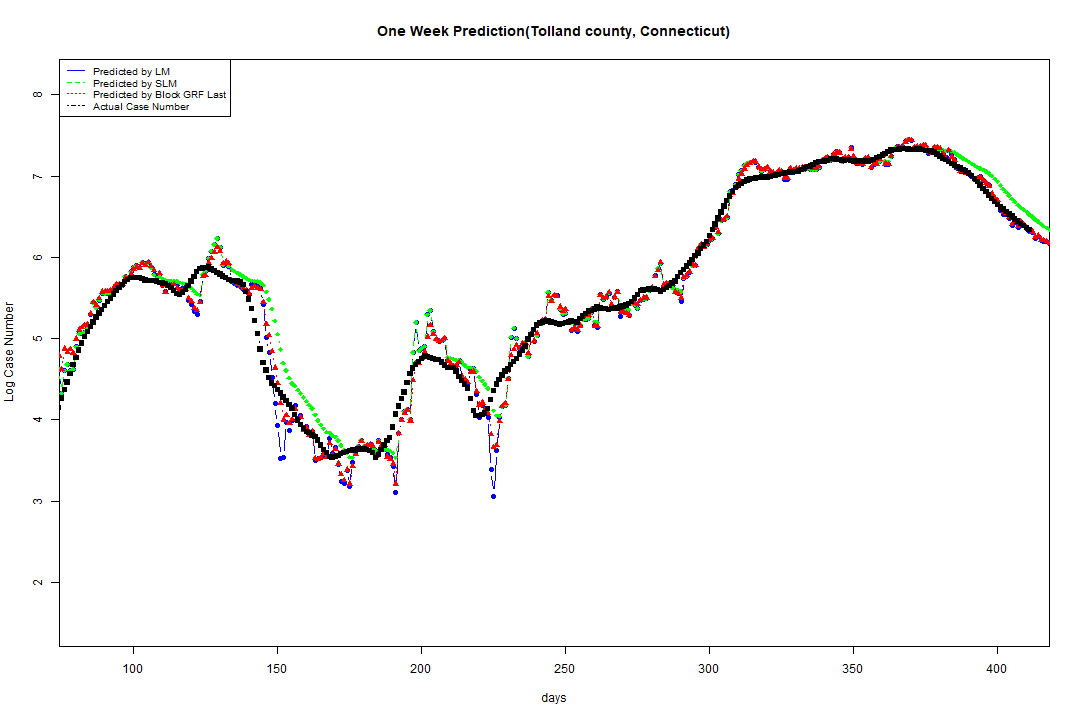 One Week Prediction(Tolland county, Connecticut)
Predicted by LM
Predicted by SLM
Predicted by Block GRF Last
Actual Case Number
8
7
6
5
4
3
2
Log Case Number
100 150 200 250 300 350 400
days